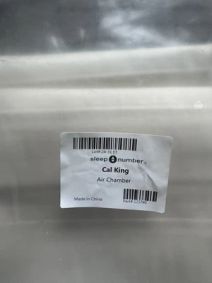 sleep number
Cal King
Air Chamber
Made in China